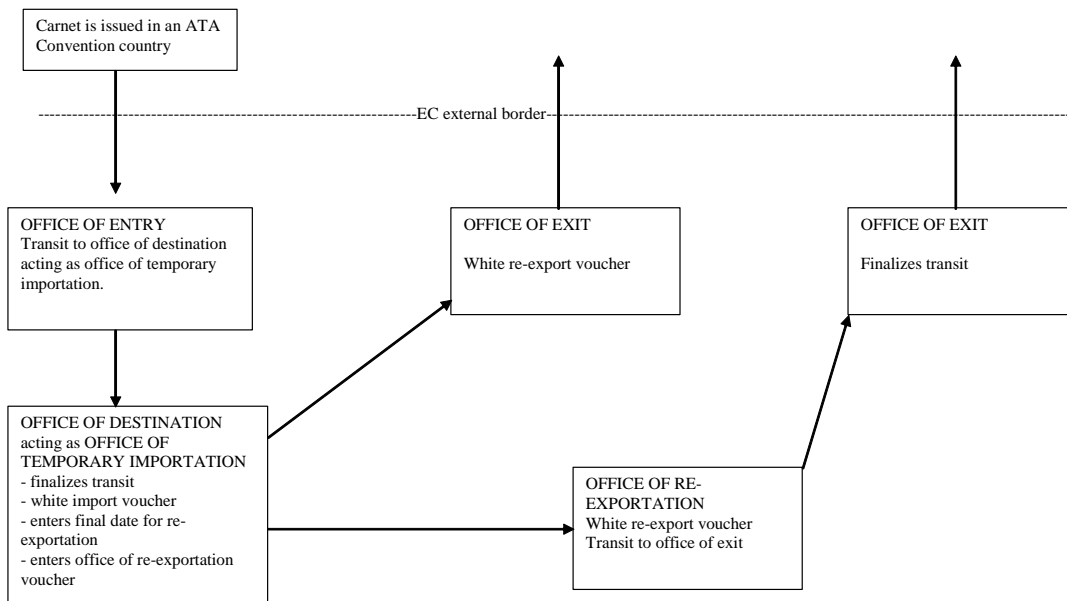 Carnet is issued in an ATA
Convention country
EC external border
OFFICE OF ENTRY
Transit to office of destination
acting as office of temporary
importation.
OFFICE OF EXIT
White re-export voucher
OFFICE OF EXIT
Finalizes transit
OFFICE OF DESTINATION
acting as OFFICE OF
TEMPORARY IMPORTATION
- finalizes transit
- white import voucher
- enters final date for re-
exportation
- enters office of re-exportation
voucher
OFFICE OF RE-
EXPORTATION
White re-export voucher
Transit to office of exit